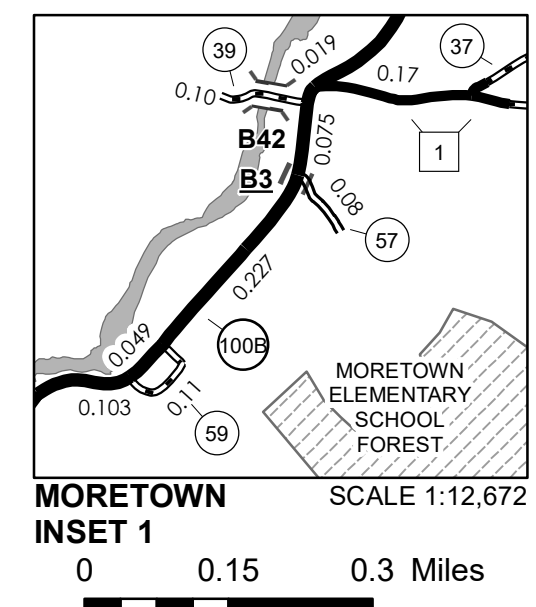 39
0.019
37
0.17
0.10
B42
0.075
1
B3
0.08
57
0.227
100B
0.049
MORETOWN
ELEMENTARY
SCHOOL
FOREST
0.103
0.11
59
MORETOWN
INSET 1
SCALE 1:12,672
0 0.15 0.3 Miles